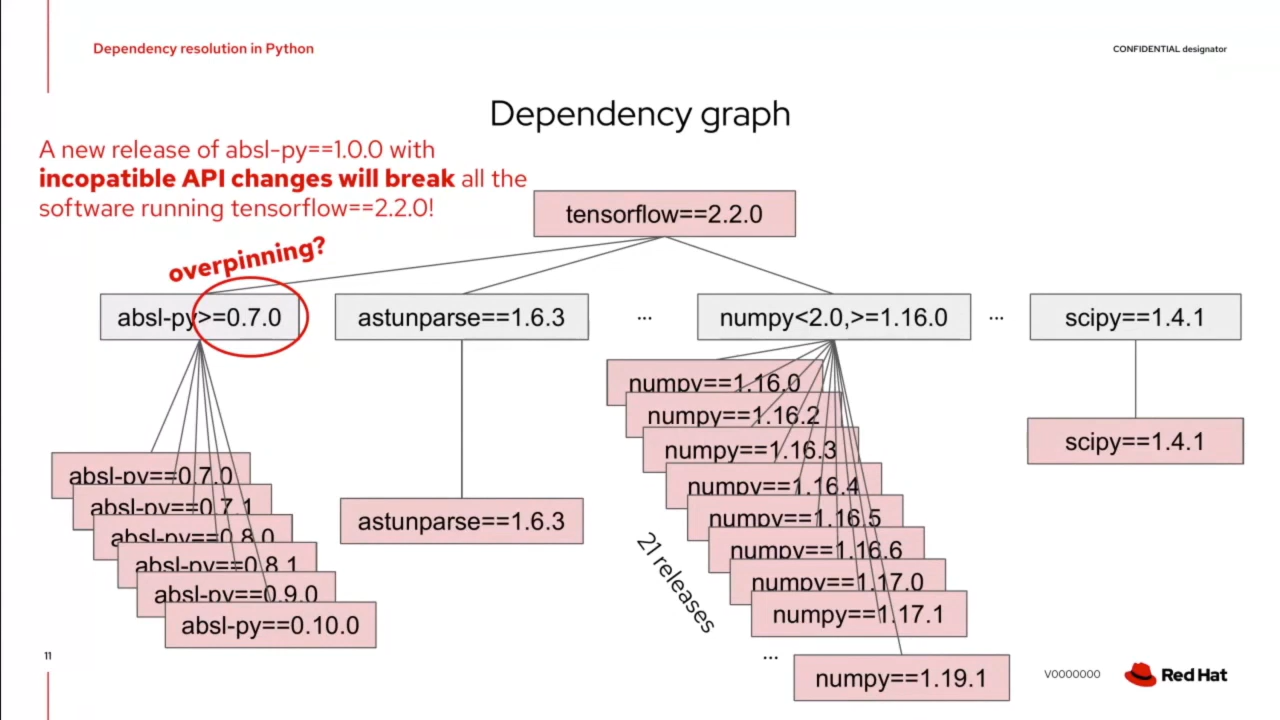 Dependency resolution in Python
CONFIDENTIAL designator
Dependency graph
A new release of absl-py==1.0.0 with
incopatible API changes will break all the
software running tensorflow==2.2.0!
tensorflow==2.2.0
overpinning?
absl-py>=0.7.0
astunparse==1.6.3
...
numpy<2.0,>=1.16.0
...
scipy==1.4.1
numpy==1.16.0
numpy==1.16.2
numpy==1.16.3
numpy==1.16.4
numpy==1.16.5
numpy==1.16.6
numpy==1.17.0
numpy==1.17.1
21 releases
...
numpy==1.19.1
scipy==1.4.1
absl-py==0.7.0
absl-py==0.7.1
absl-py==0.8.0
absl-py==0.8.1
absl-py==0.9.0
absl-py==0.10.0
astunparse==1.6.3
11
V0000000
Red Hat